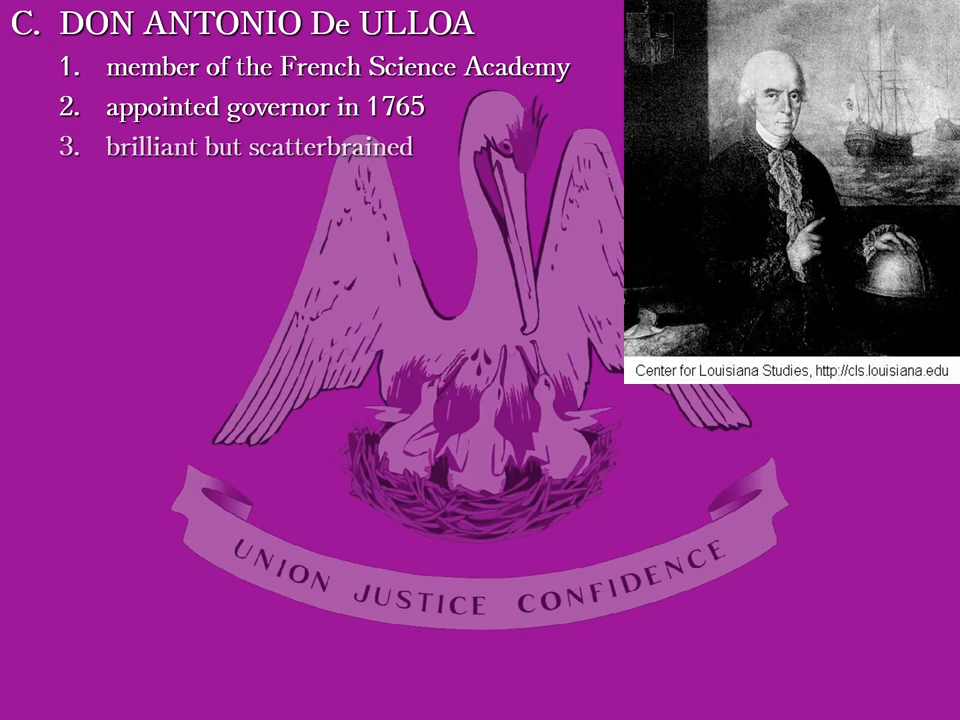 C. DON ANTONIO De ULLOA
1. member of the French Science Academy
2. appointed governor in 1765
3. brilliant but scatterbrained
Center for Louisiana Studies, http://cls.louisiana.edu
UNION JUSTICE CONFIDENCE